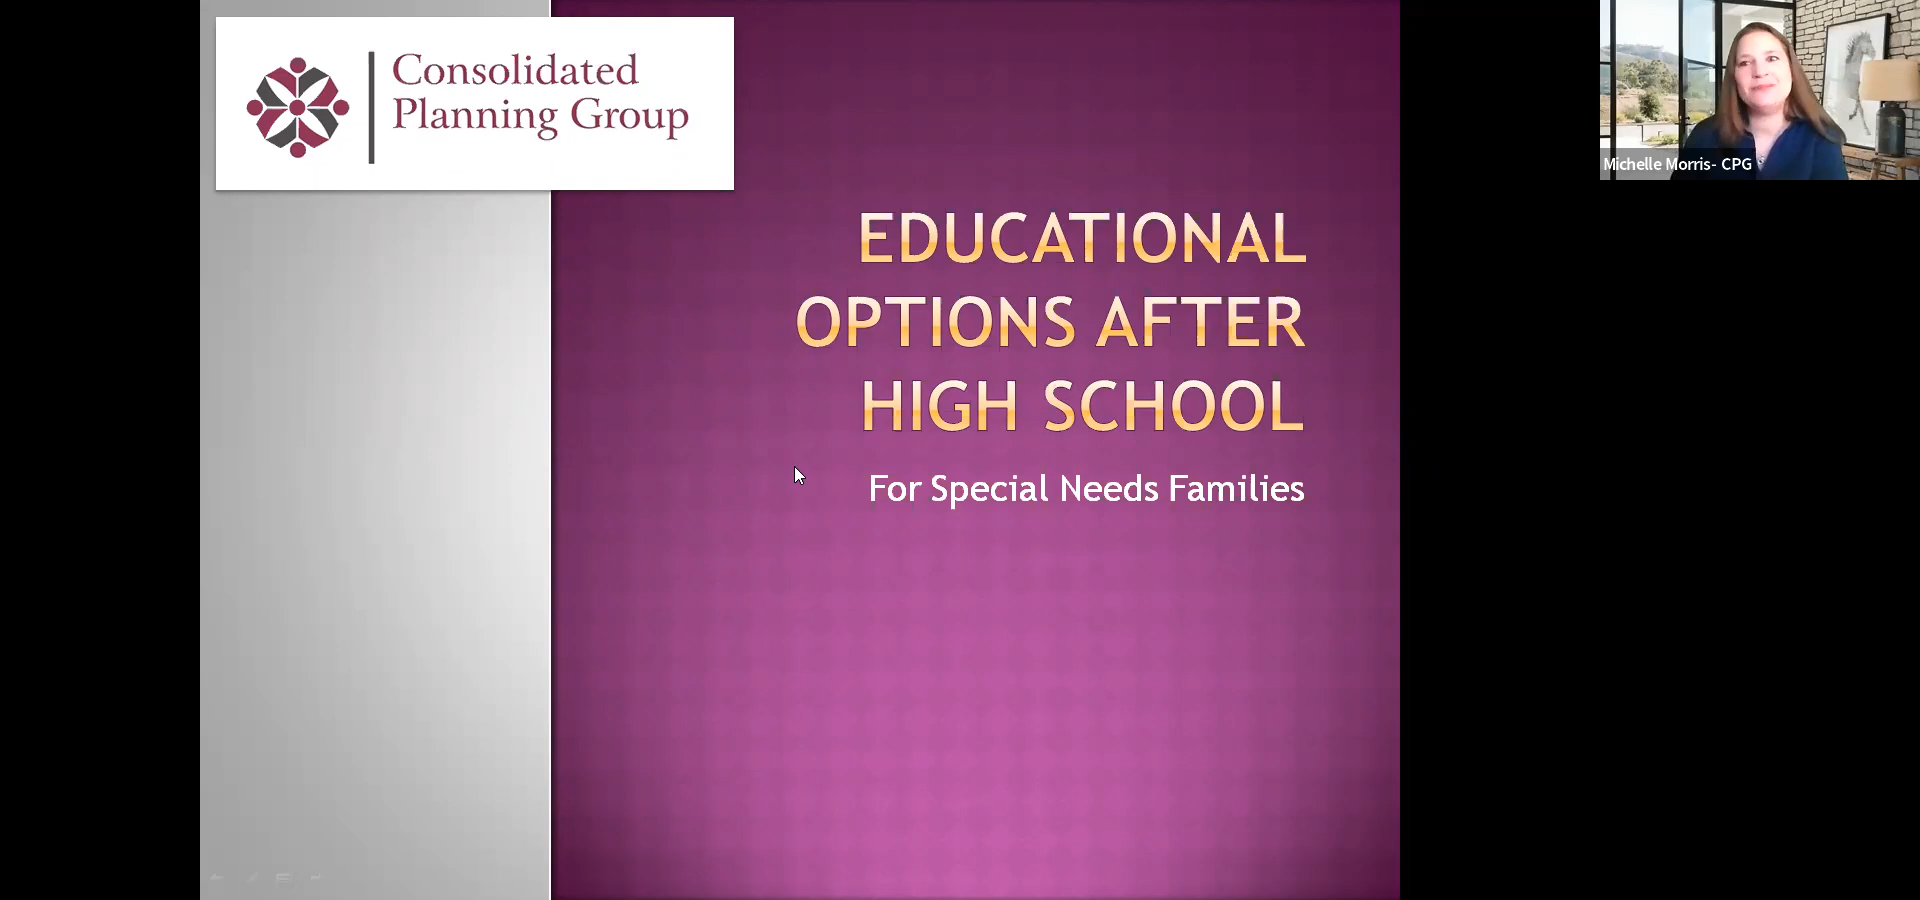 Consolidated
Planning Group
EDUCATIONAL
OPTIONS AFTER
HIGH SCHOOL
For Special Needs Families
Michelle Morris- CPG